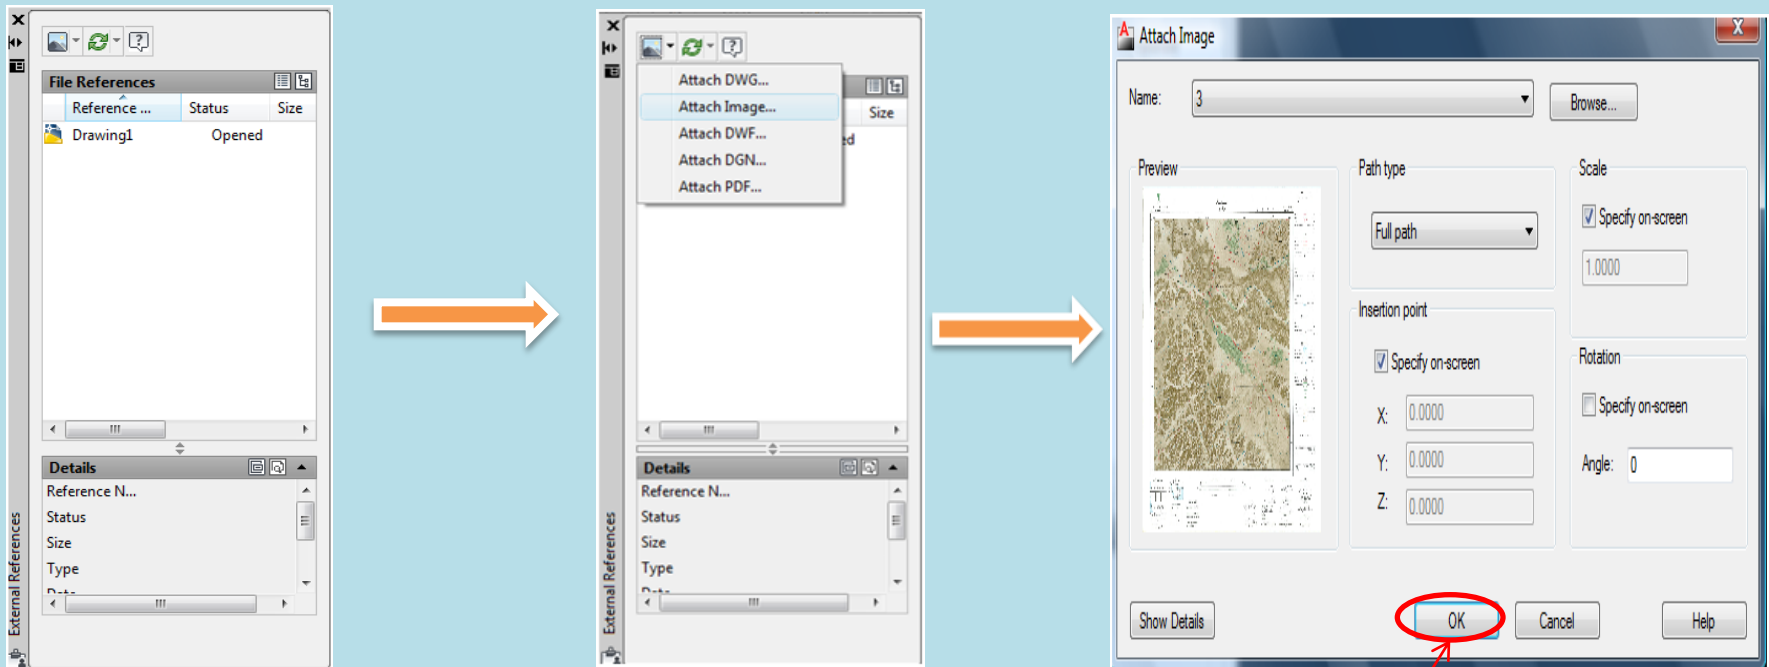 File References
Reference ... Status Size
Drawing1 Opened
Details
Reference N...
Status
Size
Type
External References
Attach DWG...
Attach Image...
Attach DWF...
Attach DGN...
Attach PDF...
Size
ed
Details
Reference N...
Status
Size
Type
External References
Attach Image
Name: 3 Browse...
Preview
Path type
Full path
Insertion point
Specify on-screen
X: 0.0000
Y: 0.0000
Z: 0.0000
Scale
Specify on-screen
1.0000
Rotation
Specify on-screen
Angle: 0
Show Details OK Cancel Help